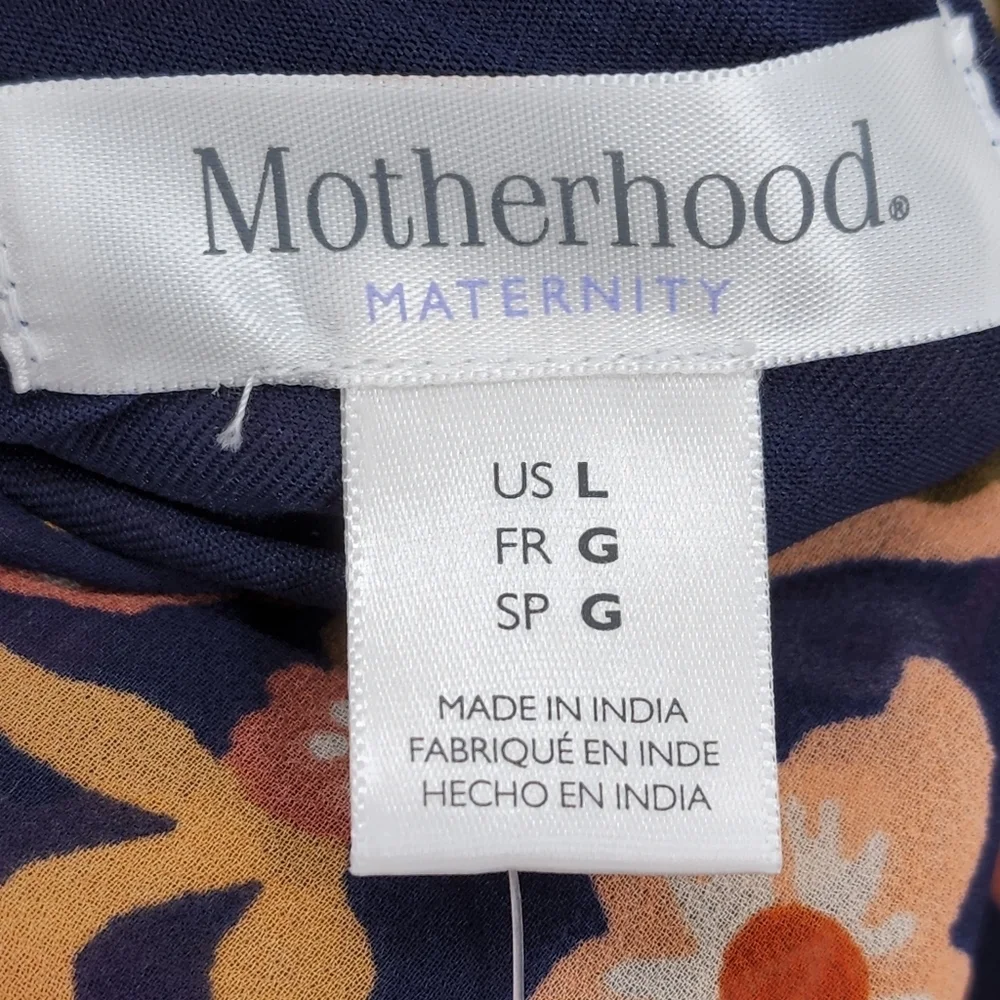 Motherhood®
MATERNITY
US L
FR G
SP G
MADE IN INDIA
FABRIQUÉ EN INDE
HECHO EN INDIA